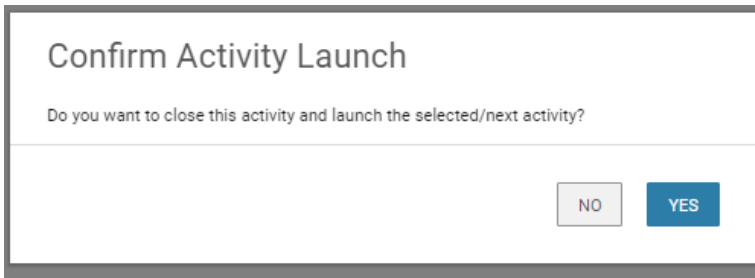 Confirm Activity Launch
Do you want to close this activity and launch the selected/next activity?
NO YES